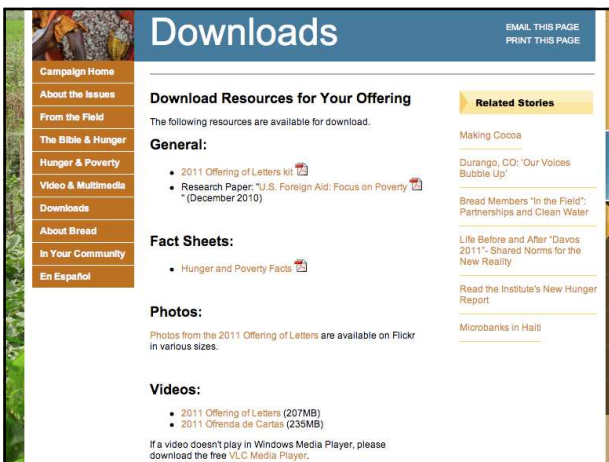 Downloads
EMAIL THIS PAGE
PRINT THIS PAGE
Campaign Home
About the Issues
From the Field
The Bible & Hunger
Hunger & Poverty
Video & Multimedia
Downloads
About Bread
In Your Community
En Español
Download Resources for Your Offering
The following resources are available for download.
General:
• 2011 Offering of Letters kit
• Research Paper: "U.S. Foreign Aid: Focus on Poverty
" (December 2010)
Fact Sheets:
• Hunger and Poverty Facts
Photos:
Photos from the 2011 Offering of Letters are available on Flickr
in various sizes.
Videos:
• 2011 Offering of Letters (207MB)
• 2011 Ofrenda de Cartas (235MB)
If a video doesn't play in Windows Media Player, please
download the free VLC Media Player.
Related Stories
Making Cocoa
Durango, CO: 'Our Voices
Bubble Up'
Bread Members "In the Field":
Partnerships and Clean Water
Life Before and After "Davos
2011"- Shared Norms for the
New Reality
Read the Institute's New Hunger
Report
Microbanks in Haiti